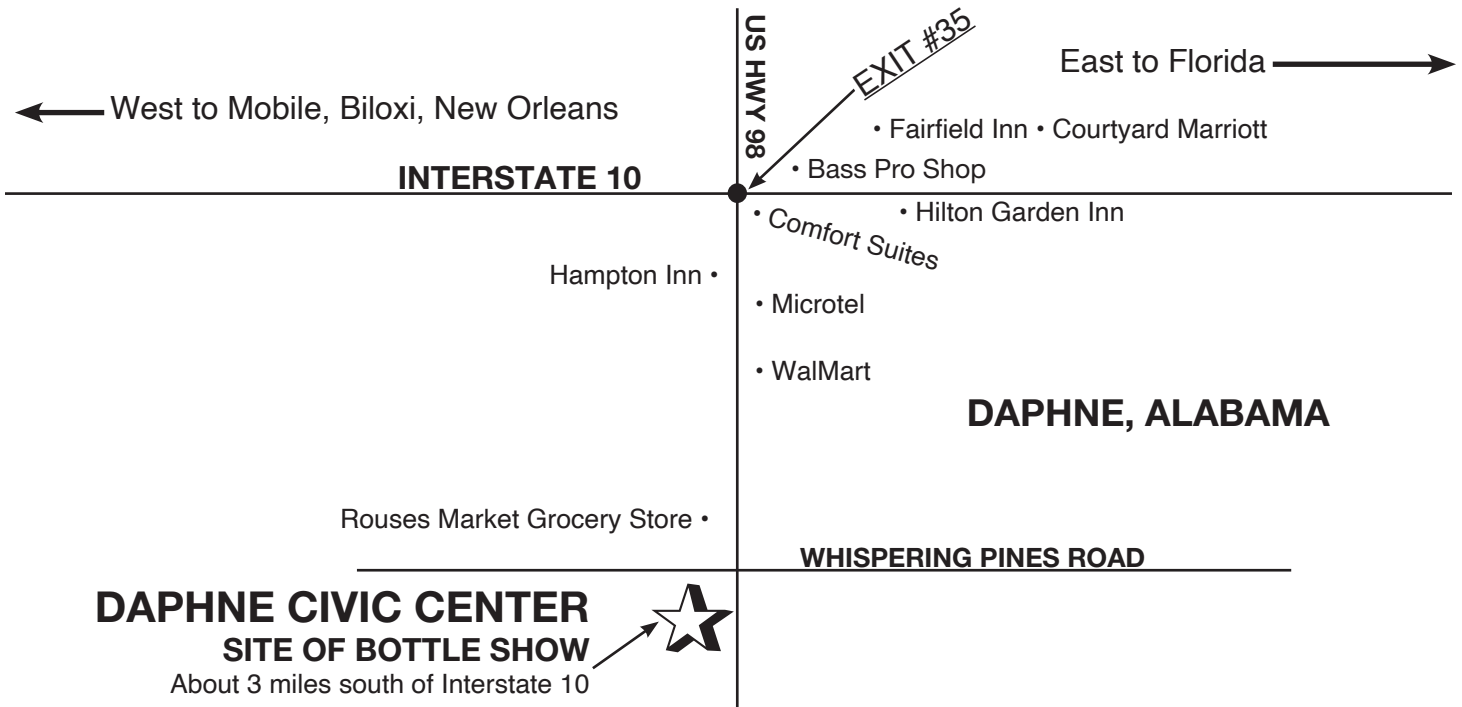 US HWY 98
EXIT #35
East to Florida
West to Mobile, Biloxi, New Orleans
• Fairfield Inn • Courtyard Marriott
• Bass Pro Shop
INTERSTATE 10
• Hilton Garden Inn
• Comfort Suites
Hampton Inn •
• Microtel
• WalMart
DAPHNE, ALABAMA
Rouses Market Grocery Store •
WHISPERING PINES ROAD
DAPHNE CIVIC CENTER
SITE OF BOTTLE SHOW
About 3 miles south of Interstate 10